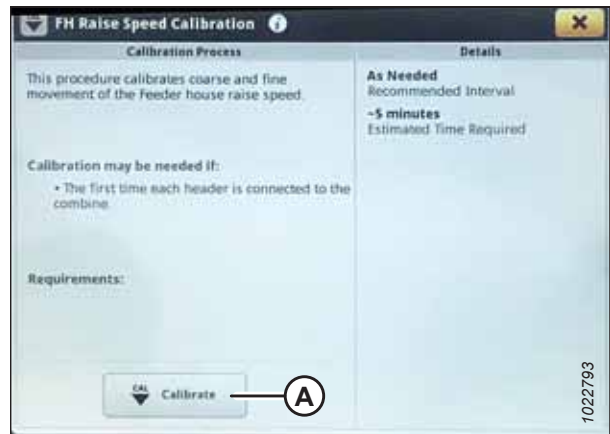 FH Raise Speed Calibration i
Calibration Process
This procedure calibrates coarse and fine
movement of the Feeder house raise speed.
Calibration may be needed if:
• The first time each header is connected to the
combine.
Requirements:
CAL Calibrate
A
Details
As Needed
Recommended Interval
~5 minutes
Estimated Time Required
1022793